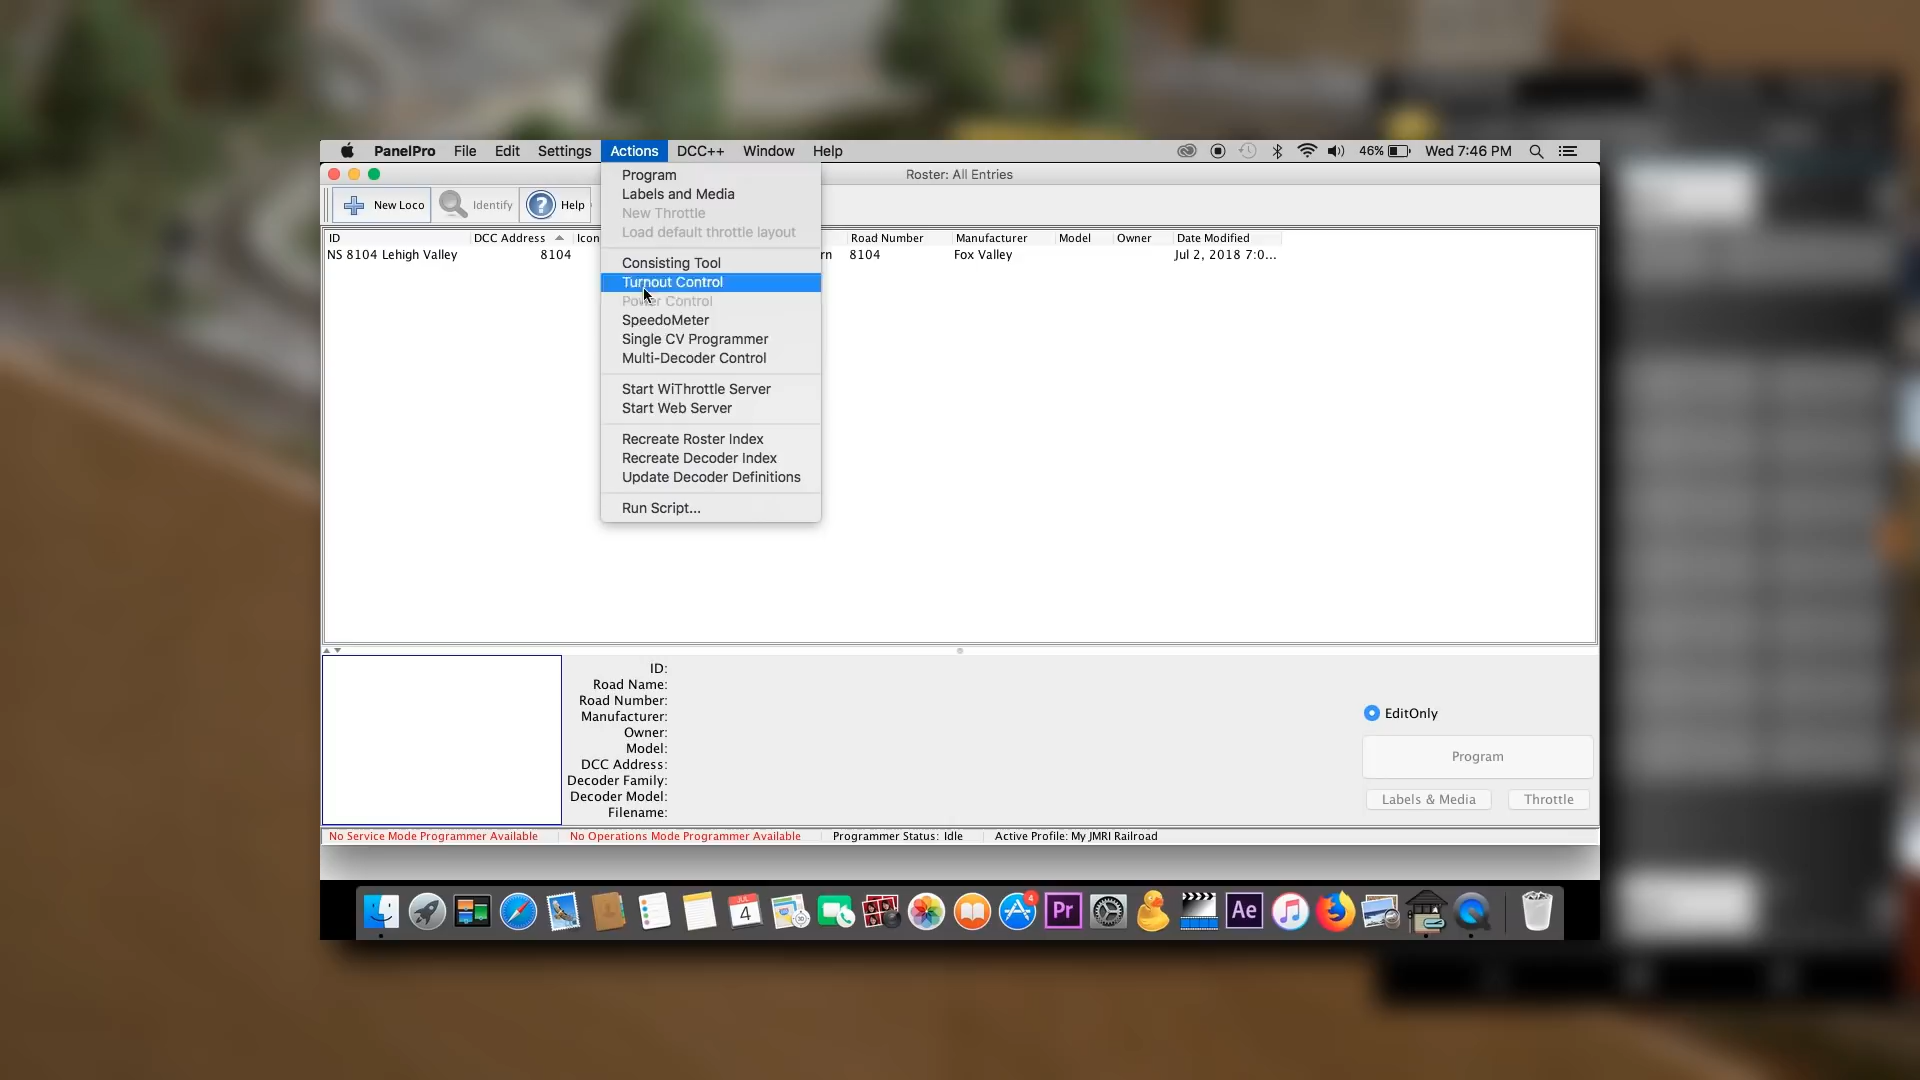 PanelPro File Edit Settings Actions DCC++ Window Help 46% Wed 7:46 PM
Roster: All Entries
New Loco Identify Help
Program
Labels and Media
New Throttle
Load default throttle layout
Consisting Tool
Turnout Control
Power Control
SpeedoMeter
Single CV Programmer
Multi-Decoder Control
Start WiThrottle Server
Start Web Server
Recreate Roster Index
Recreate Decoder Index
Update Decoder Definitions
Run Script...
ID DCC Address Icon Road Number Manufacturer Model Owner Date Modified
NS 8104 Lehigh Valley 8104 rn 8104 Fox Valley Jul 2, 2018 7:0...
ID:
Road Name:
Road Number:
Manufacturer:
Owner:
Model:
DCC Address:
Decoder Family:
Decoder Model:
Filename:
EditOnly
Program
Labels & Media Throttle
No Service Mode Programmer Available No Operations Mode Programmer Available Programmer Status: Idle Active Profile: My JMRI Railroad
JUL
4
4
Pr
Ae